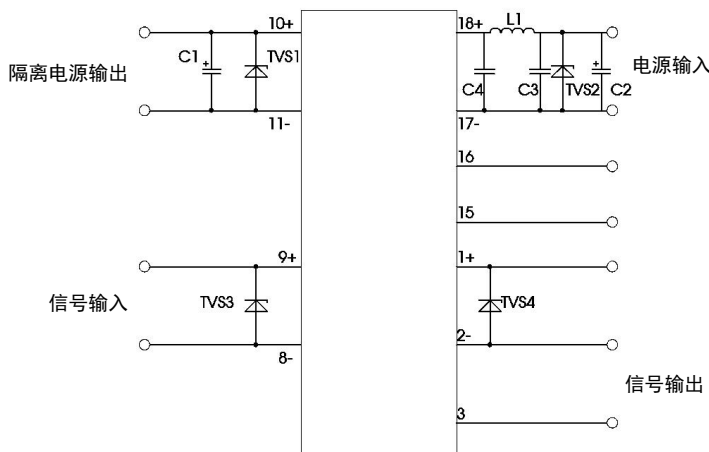 10+
18+
L1
C1
TVS1
隔离电源输出
C4
C3
TVS2
C2
电源输入
11-
17-
16
15
9+
1+
信号输入
TVS3
TVS4
8-
2-
信号输出
3